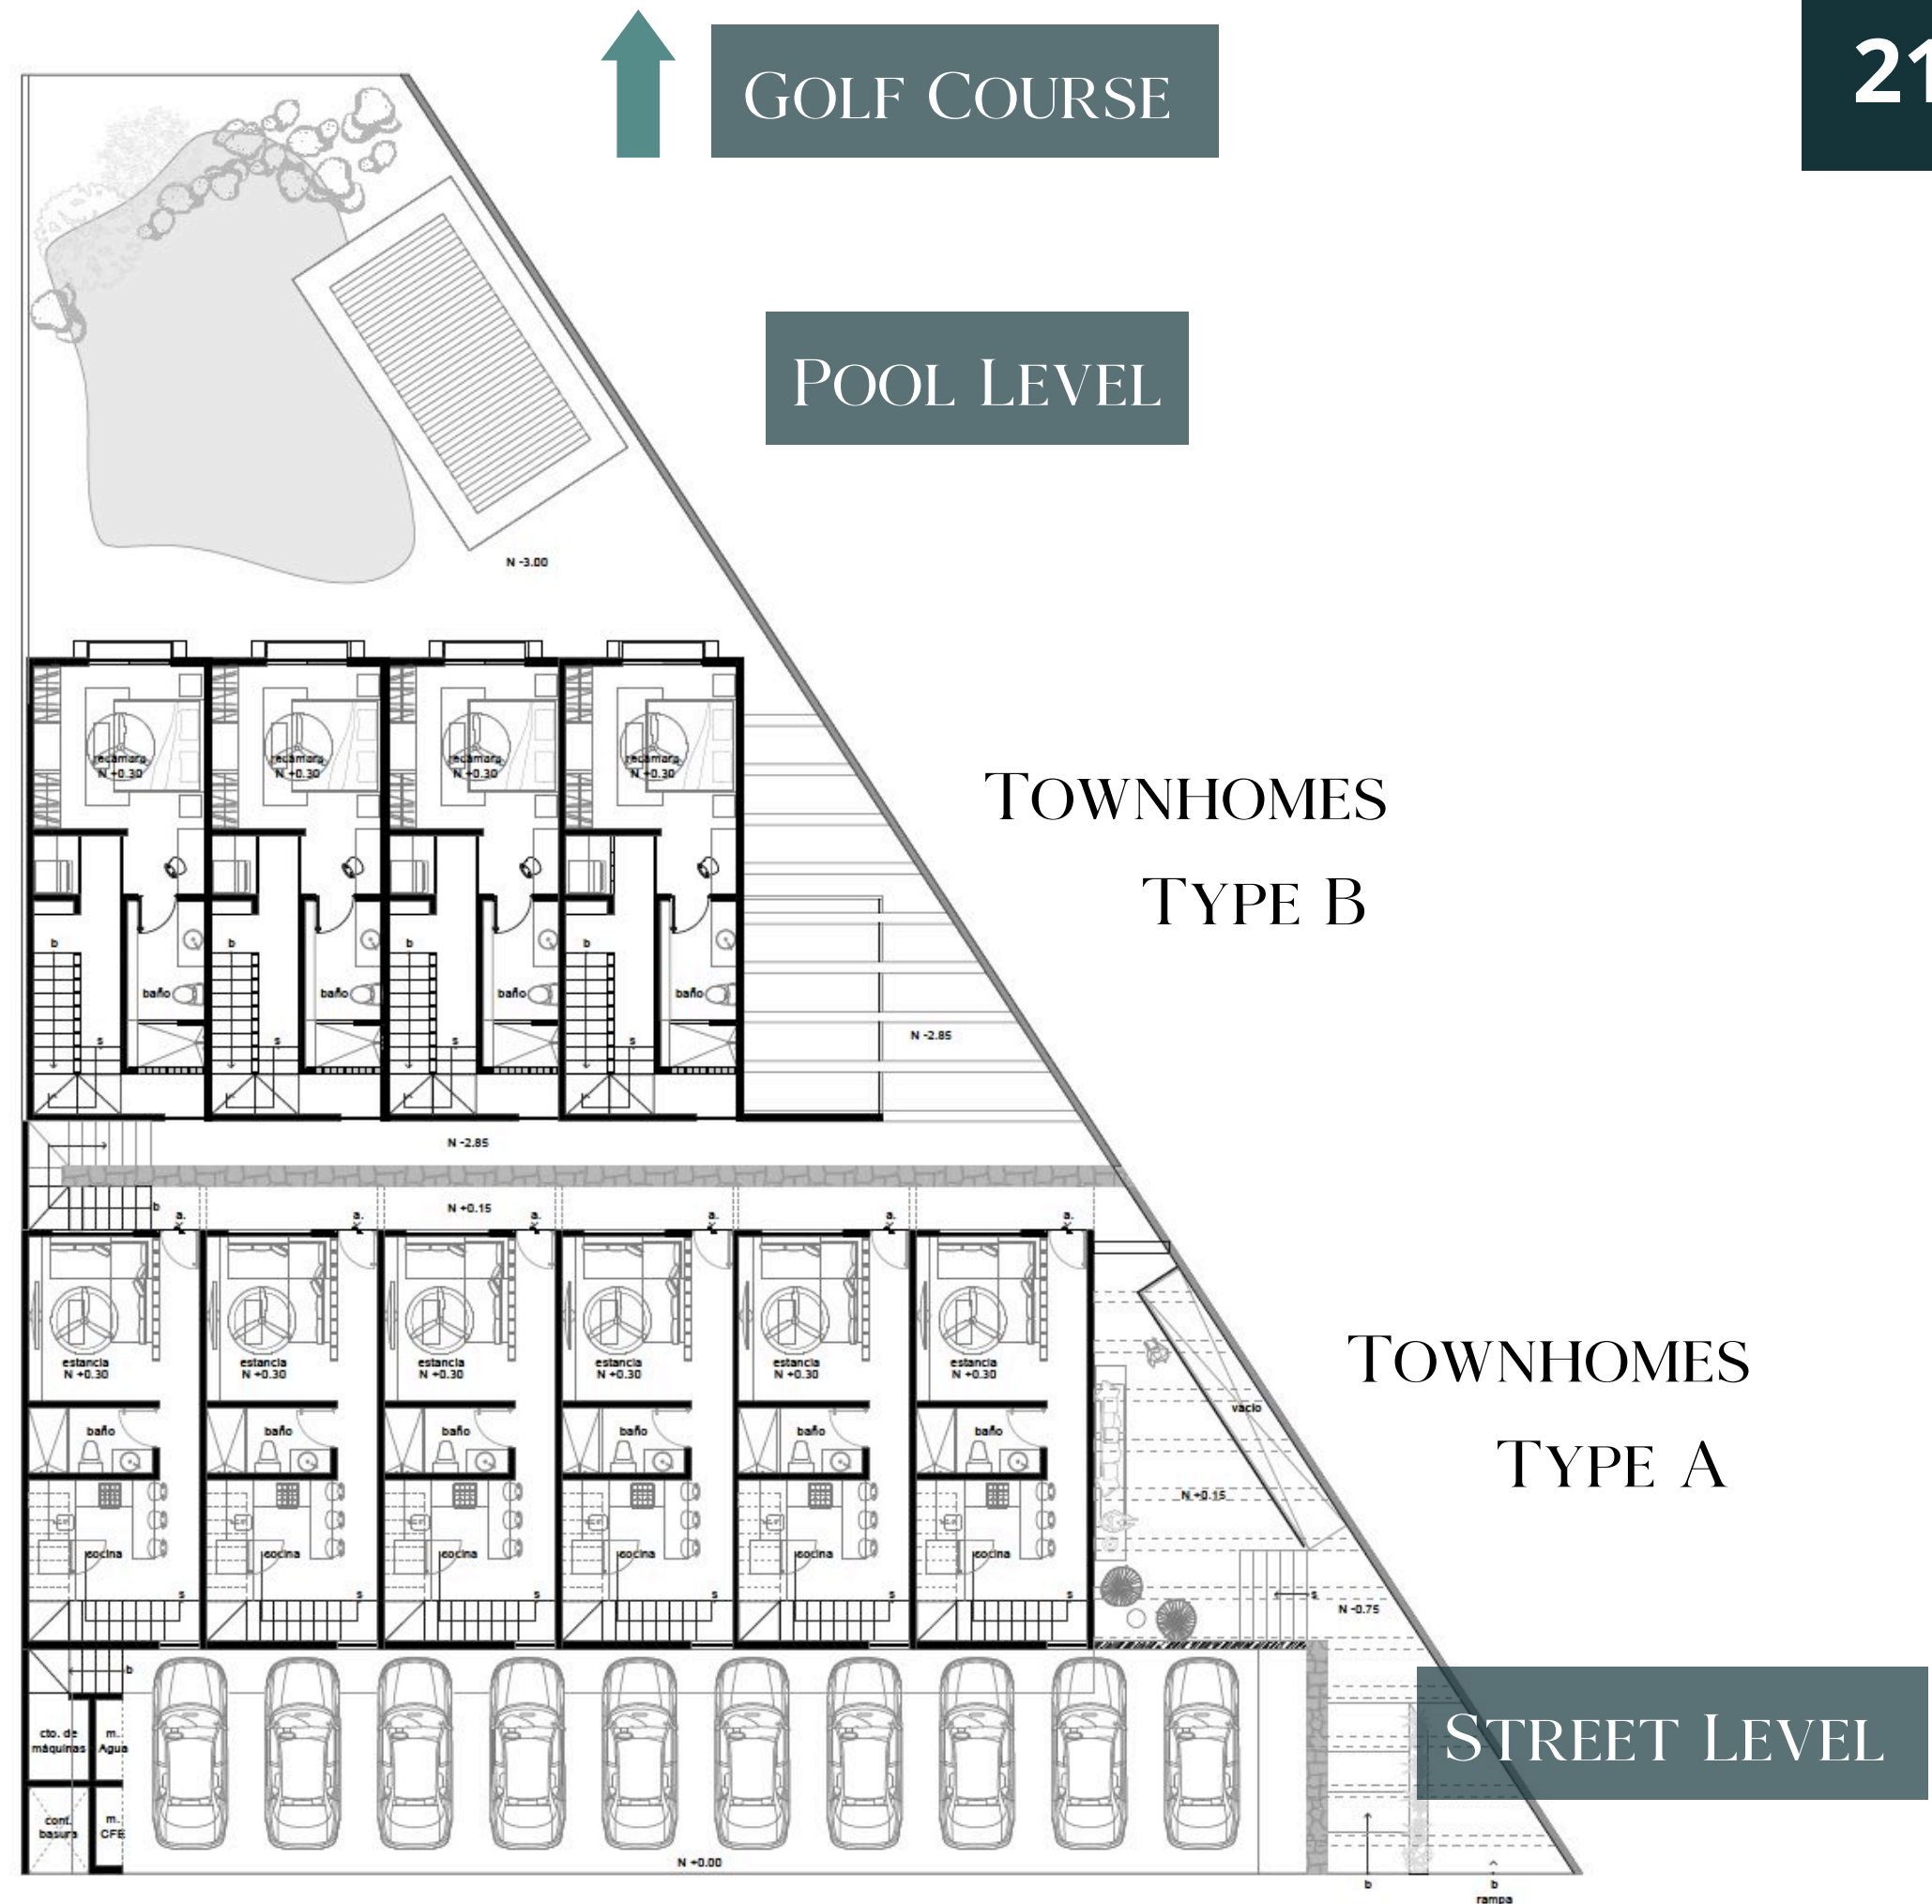 GOLF COURSE
21
POOL LEVEL
N -3.00
recámara
N +0.30
recámara
N +0.30
recámara
N +0.30
recámara
N +0.30
TOWNHOMES
TYPE B
b
b
b
b
baño
baño
baño
baño
s
s
s
s
N -2.85
N -2.85
b
N +0.15
a.
a.
a.
a.
a.
a.
estancia
N +0.30
estancia
N +0.30
estancia
N +0.30
estancia
N +0.30
estancia
N +0.30
estancia
N +0.30
TOWNHOMES
TYPE A
vacío
baño
baño
baño
baño
baño
baño
N +0.15
cocina
cocina
cocina
cocina
cocina
cocina
s
s
s
s
s
s
s
N -0.75
b
STREET LEVEL
cto. de
máquinas
m.
Agua
cont.
basura
m.
CFE
N +0.00
b
b
rampa